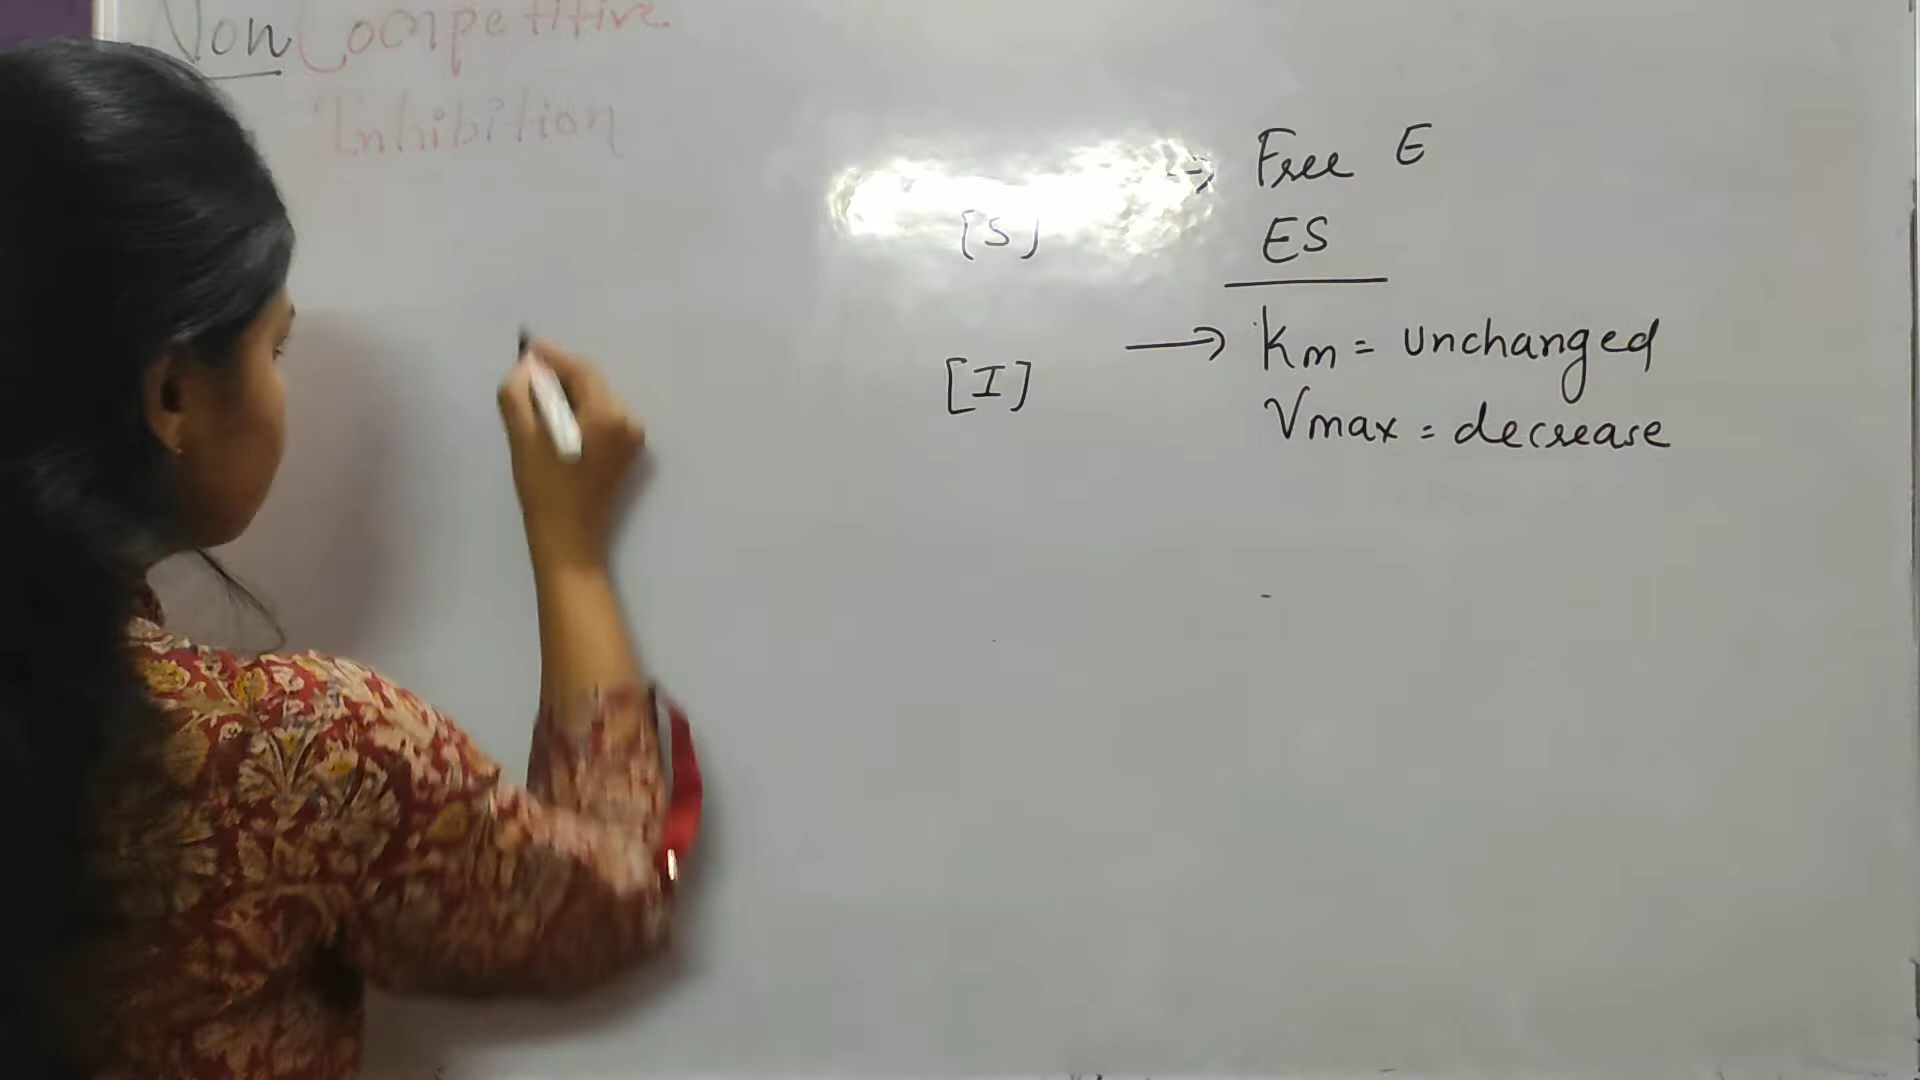 Non Competitive
Inhibition
→ Free E
[S]
ES
[I]
→ Km = unchanged
Vmax = decrease